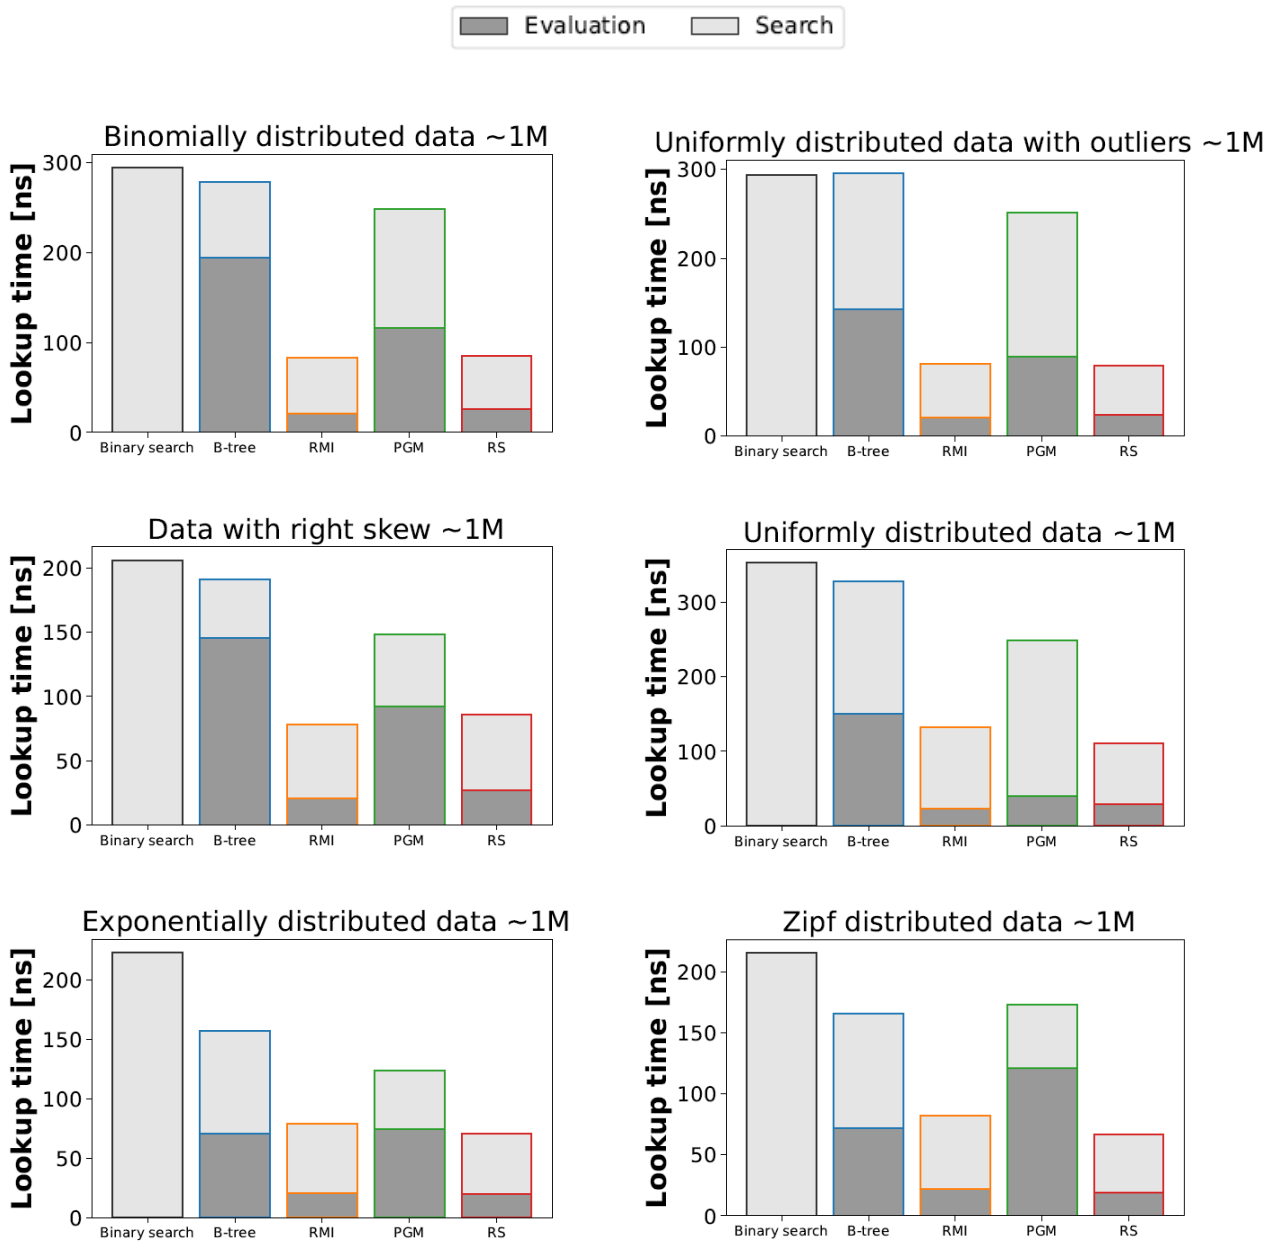 Evaluation Search
Binomially distributed data ~1M
Lookup time [ns]
300
200
100
0
Binary search B-tree RMI PGM RS
Uniformly distributed data with outliers ~1M
Lookup time [ns]
300
200
100
0
Binary search B-tree RMI PGM RS
Data with right skew ~1M
Lookup time [ns]
200
150
100
50
0
Binary search B-tree RMI PGM RS
Uniformly distributed data ~1M
Lookup time [ns]
300
200
100
0
Binary search B-tree RMI PGM RS
Exponentially distributed data ~1M
Lookup time [ns]
200
150
100
50
0
Binary search B-tree RMI PGM RS
Zipf distributed data ~1M
Lookup time [ns]
200
150
100
50
0
Binary search B-tree RMI PGM RS